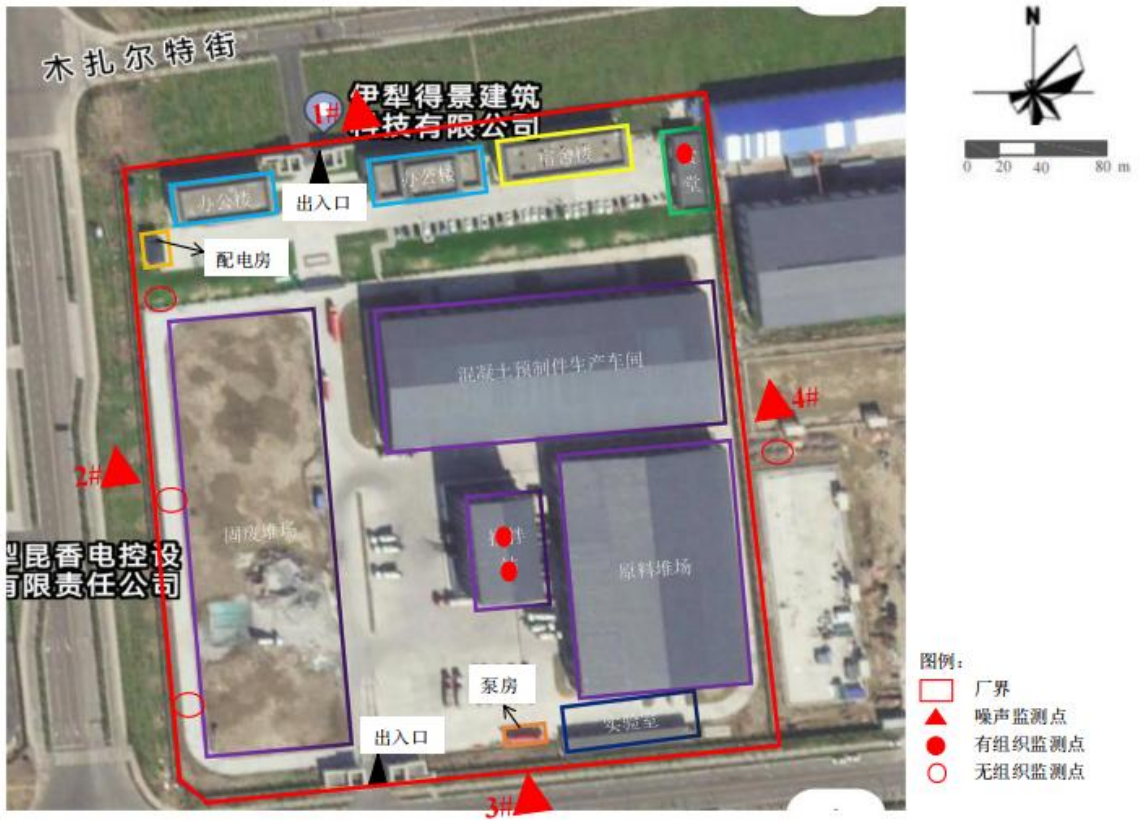 木扎尔特街
N
伊犁得景建筑
科技有限公司
1#
宿舍楼
办公楼
堂
0 20 40 80 m
办公楼
出入口
配电房
混凝土预制件生产车间
4#
2#
固废堆场
原料堆场
犁昆香电控设
有限责任公司
泵房
实验室
出入口
3#
图例：
厂界
噪声监测点
有组织监测点
无组织监测点